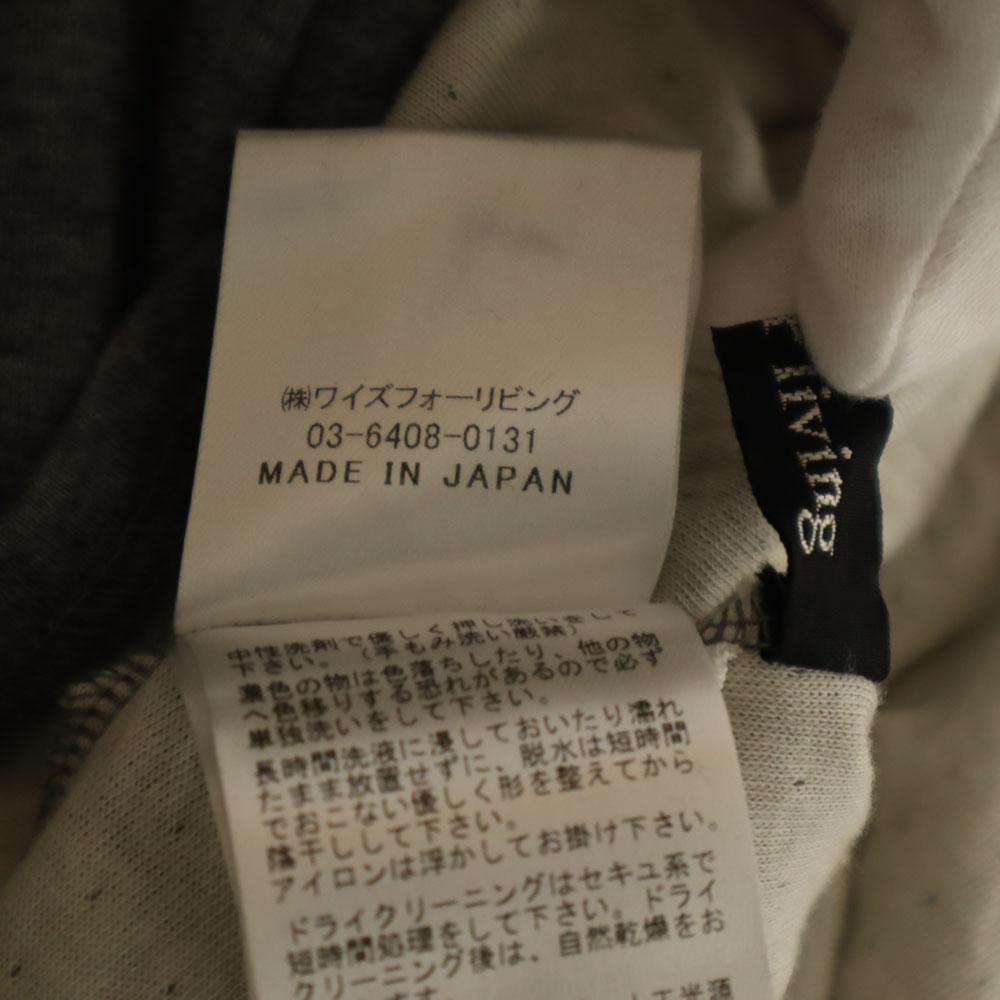 ㈱ワイズフォーリビング
03-6408-0131
MADE IN JAPAN
living
中性洗剤で優しく押し洗いをして
下さい。(手もみ洗い厳禁)
濃色の物は色落ちしたり、他の物
へ色移りする恐れがあるので必ず
単独洗いをして下さい。
長時間洗液に浸しておいたり濡れ
たまま放置せずに、脱水は短時間
でおこない優しく形を整えてから
陰干しして下さい。
アイロンは浮かしてお掛け下さい。
ドライクリーニングはセキユ系で
短時間処理をして下さい。ドライ
クリーニング後は、自然乾燥をお
ます。
工光源